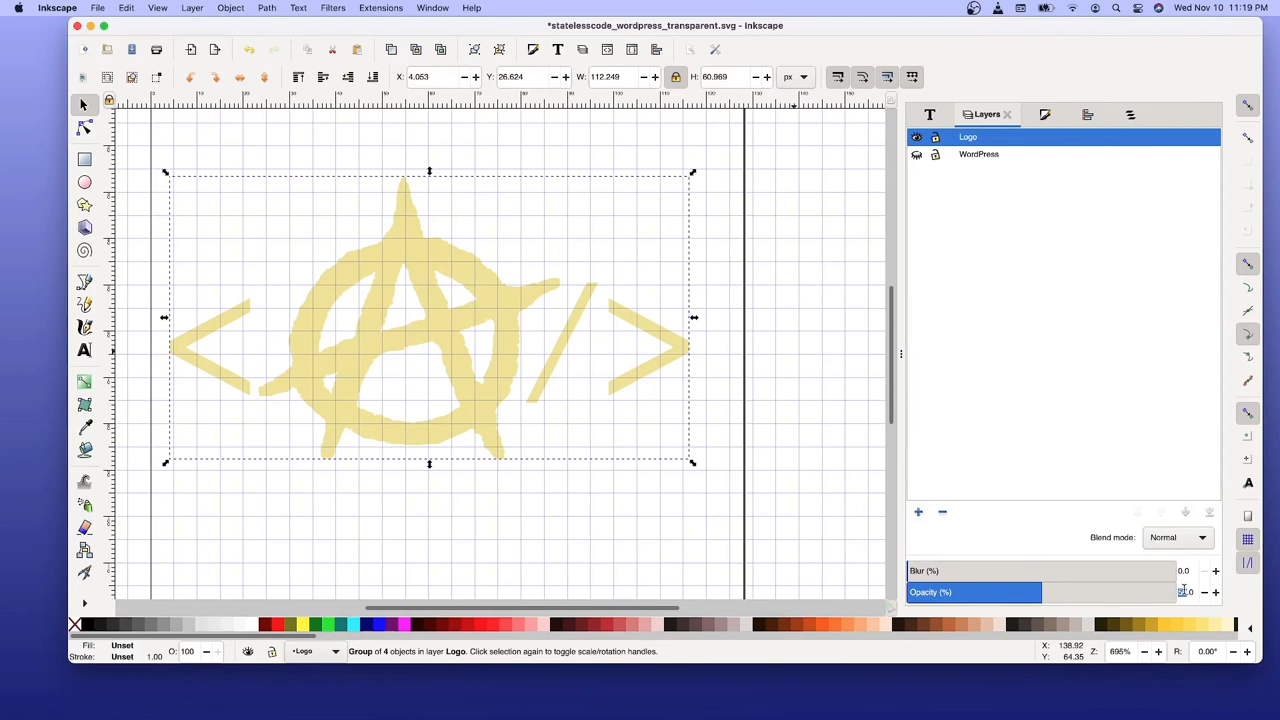 Inkscape File Edit View Layer Object Path Text Filters Extensions Window Help Wed Nov 10 11:19 PM
*statelesscode_wordpress_transparent.svg - Inkscape
X: 4.053 Y: 26.624 W: 112.249 H: 60.969 px
Layers
Logo
WordPress
Blend mode: Normal
Blur (%) 0.0
Opacity (%)
Fill: Unset
Stroke: Unset 1.00
O: 100
•Logo
Group of 4 objects in layer Logo. Click selection again to toggle scale/rotation handles.
X: 138.92
Y: 64.35
Z: 695%
R: 0.00°